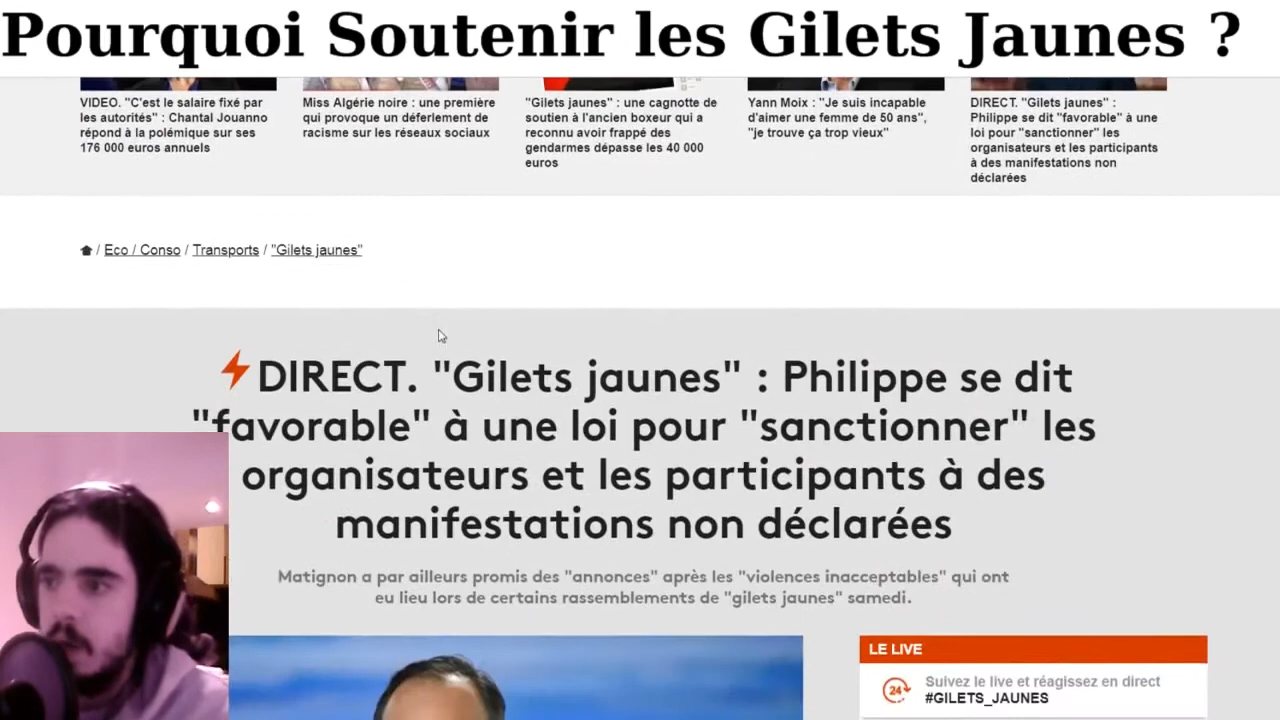 Pourquoi Soutenir les Gilets Jaunes ?
VIDEO. "C'est le salaire fixé par
les autorités" : Chantal Jouanno
répond à la polémique sur ses
176 000 euros annuels
Miss Algérie noire : une première
qui provoque un déferlement de
racisme sur les réseaux sociaux
"Gilets jaunes" : une cagnotte de
soutien à l'ancien boxeur qui a
reconnu avoir frappé des
gendarmes dépasse les 40 000
euros
Yann Moix : "Je suis incapable
d'aimer une femme de 50 ans",
"je trouve ça trop vieux"
DIRECT. "Gilets jaunes" :
Philippe se dit "favorable" à une
loi pour "sanctionner" les
organisateurs et les participants
à des manifestations non
déclarées
/ Eco / Conso / Transports / "Gilets jaunes"
DIRECT. "Gilets jaunes" : Philippe se dit
"favorable" à une loi pour "sanctionner" les
organisateurs et les participants à des
manifestations non déclarées
Matignon a par ailleurs promis des "annonces" après les "violences inacceptables" qui ont
eu lieu lors de certains rassemblements de "gilets jaunes" samedi.
LE LIVE
24
Suivez le live et réagissez en direct
#GILETS_JAUNES